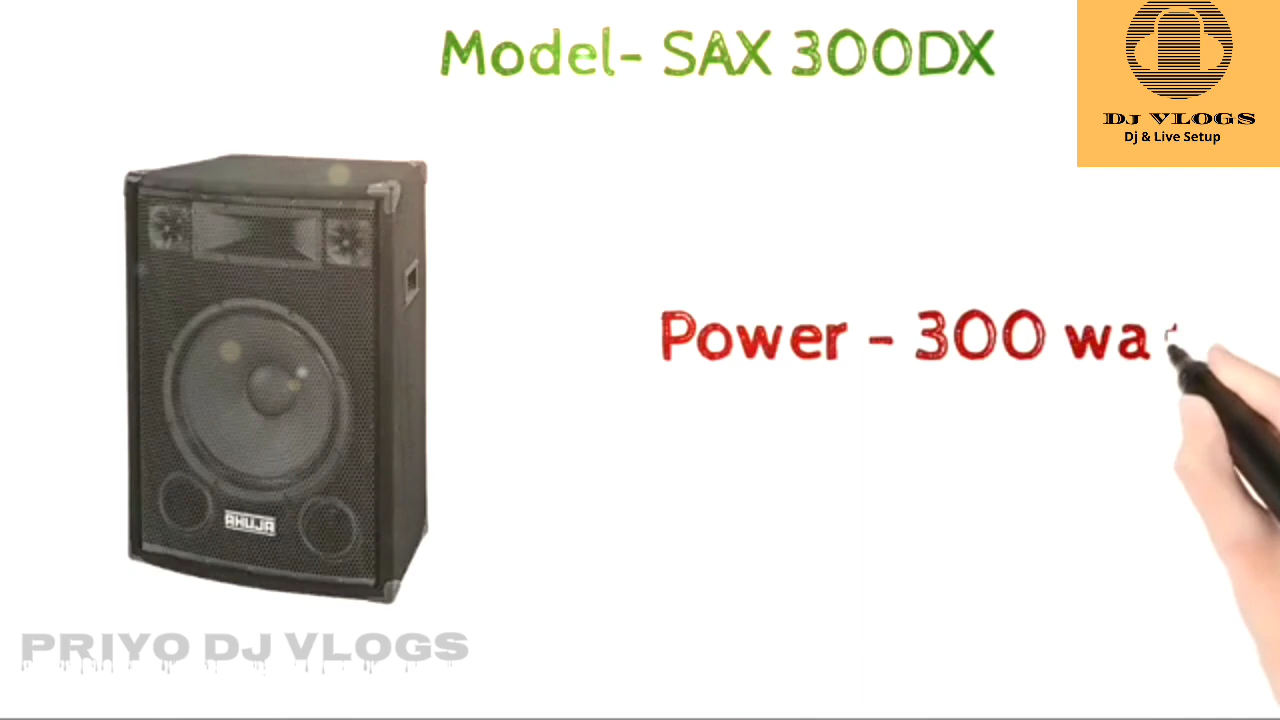 Model- SAX 300DX
DJ VLOGS
Dj & Live Setup
Power - 300 wa
AHUJA
PRIYO DJ VLOGS